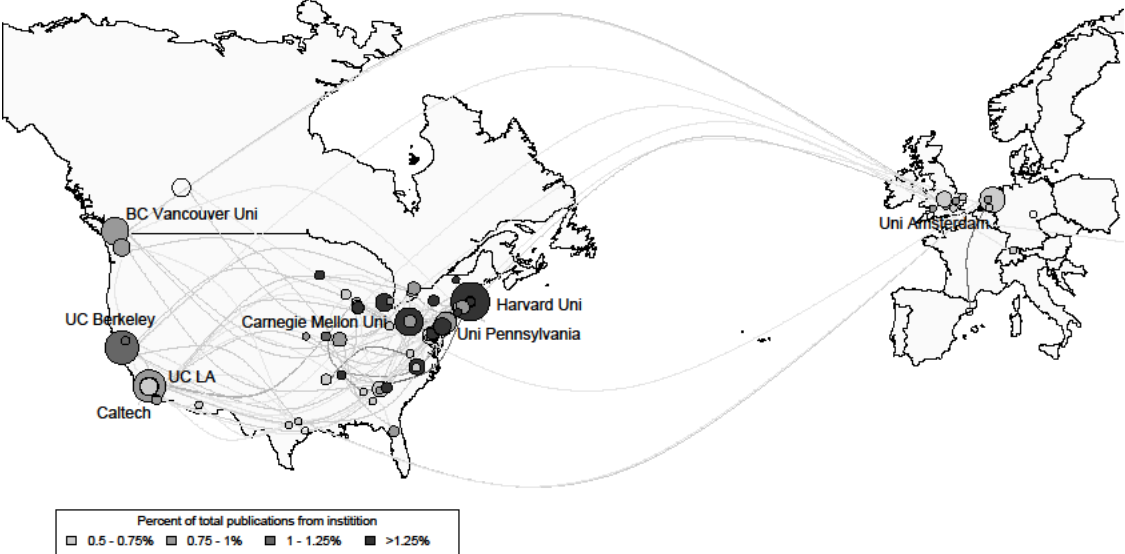 BC Vancouver Uni
Uni Amsterdam
Harvard Uni
UC Berkeley
Carnegie Mellon Uni
Uni Pennsylvania
UC LA
Caltech
Percent of total publications from institition
0.5 - 0.75% 0.75 - 1% 1 - 1.25% >1.25%